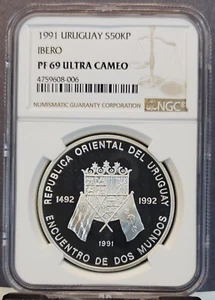 1991 URUGUAY S50KP
IBERO
PF 69 ULTRA CAMEO
4759608-006
NUMISMATIC GUARANTY CORPORATION
NGC
REPUBLICA ORIENTAL DEL URUGUAY
1492
1992
1991
ENCUENTRO DE DOS MUNDOS